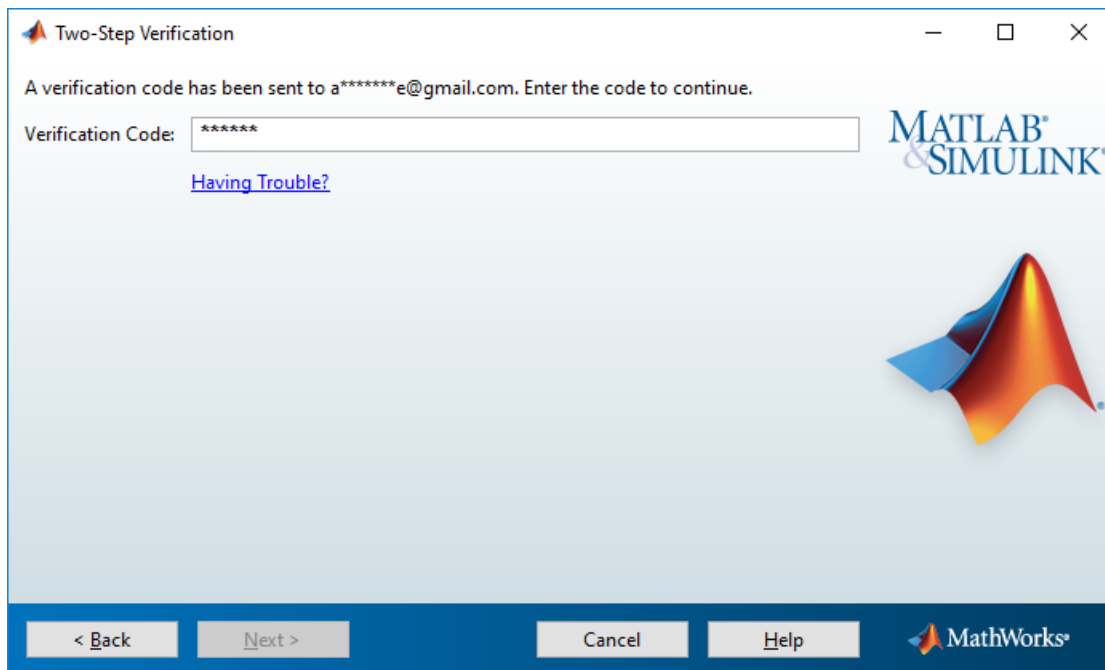 Two-Step Verification
A verification code has been sent to a*******e@gmail.com. Enter the code to continue.
Verification Code: ******
Having Trouble?
MATLAB®
&SIMULINK®
®
< Back Next > Cancel Help MathWorks®